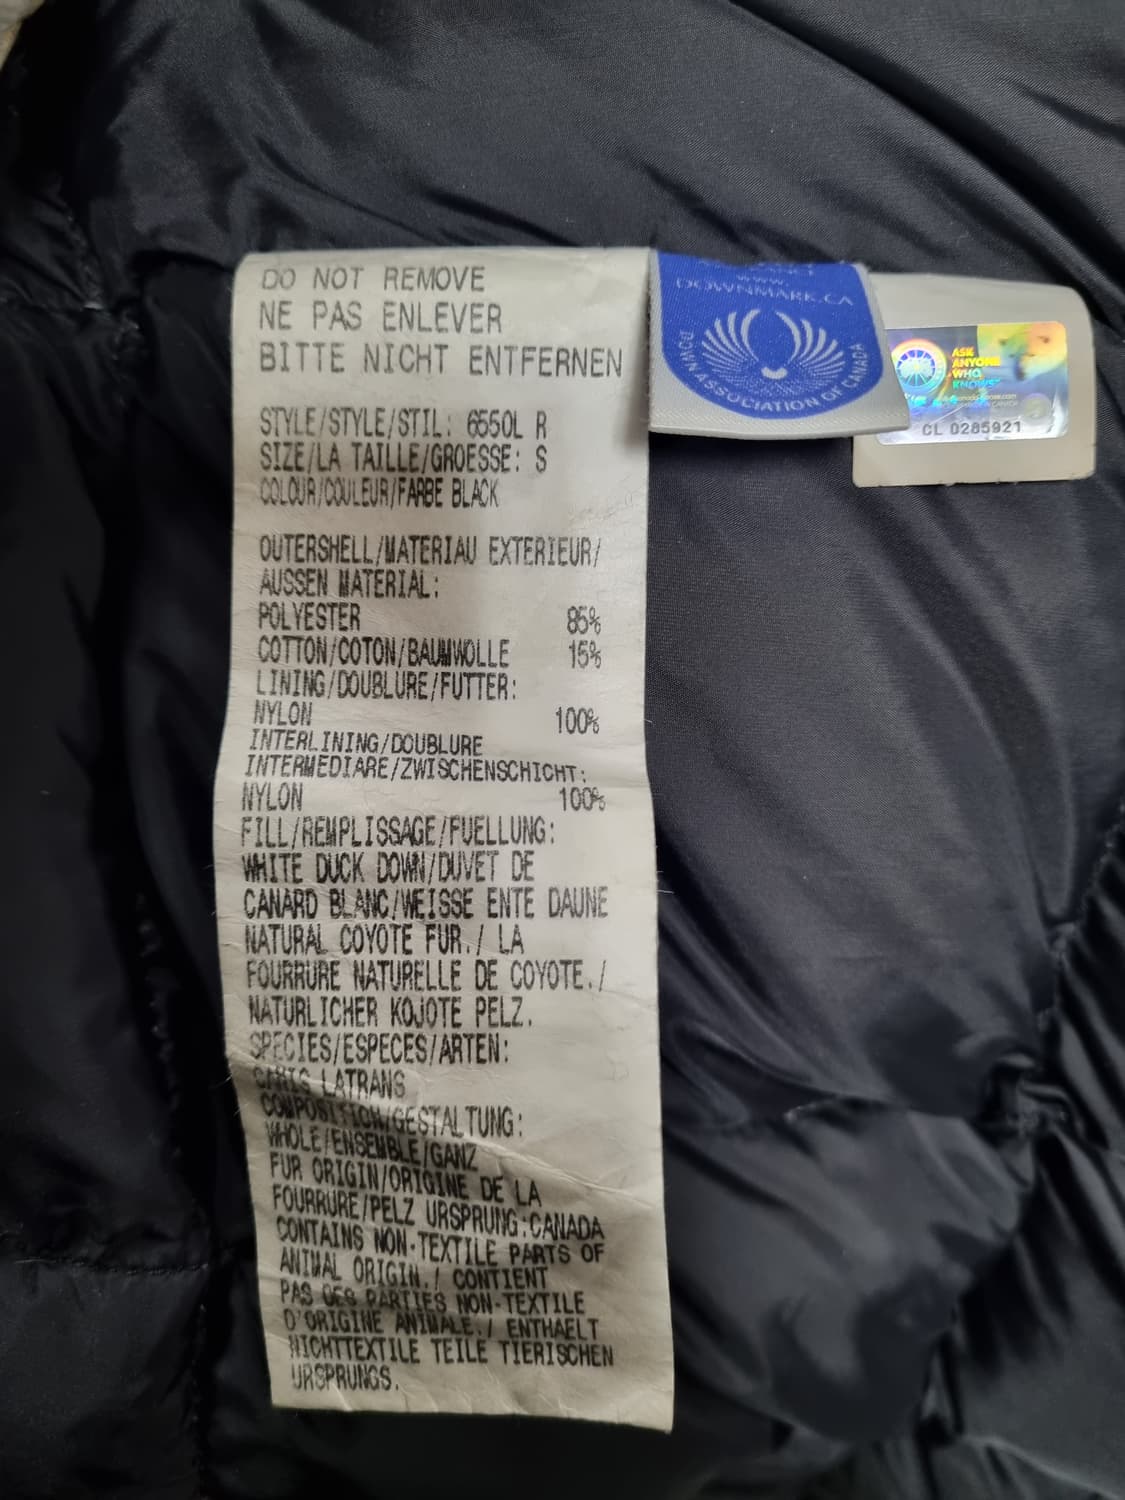 DO NOT REMOVE
NE PAS ENLEVER
BITTE NICHT ENTFERNEN
STYLE/STYLE/STIL: 6550L R
SIZE/LA TAILLE/GROESSE: S
COLOUR/COULEUR/FARBE BLACK
OUTERSHELL/MATERIAU EXTERIEUR/
AUSSEN MATERIAL:
POLYESTER 85%
COTTON/COTON/BAUMWOLLE 15%
LINING/DOUBLURE/FUTTER:
NYLON 100%
INTERLINING/DOUBLURE
INTERMEDIARE/ZWISCHENSCHICHT:
NYLON 100%
FILL/REMPLISSAGE/FUELLUNG:
WHITE DUCK DOWN/DUVET DE
CANARD BLANC/WEISSE ENTE DAUNE
NATURAL COYOTE FUR./ LA
FOURRURE NATURELLE DE COYOTE./
NATURLICHER KOJOTE PELZ.
SPECIES/ESPECES/ARTEN:
CANIS LATRANS
COMPOSITION/GESTALTUNG:
WHOLE/ENSEMBLE/GANZ
FUR ORIGIN/ORIGINE DE LA
FOURRURE/PELZ URSPRUNG:CANADA
CONTAINS NON-TEXTILE PARTS OF
ANIMAL ORIGIN./ CONTIENT
PAS DES PARTIES NON-TEXTILE
D'ORIGINE ANIMALE./ ENTHAELT
NICHTTEXTILE TEILE TIERISCHEN
URSPRUNGS.
WWW.
DOWNMARK.CA
DOWN ASSOCIATION OF CANADA
ASK
ANYONE
WHO
KNOWS™
CL 0285921